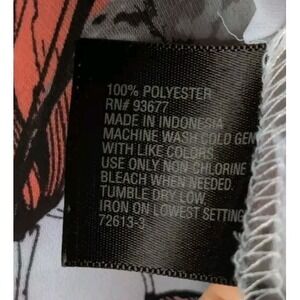 100% POLYESTER
RN# 93677
MADE IN INDONESIA
MACHINE WASH COLD GEN
WITH LIKE COLORS
USE ONLY NON CHLORINE
BLEACH WHEN NEEDED.
TUMBLE DRY LOW
IRON ON LOWEST SETTING
72613-3